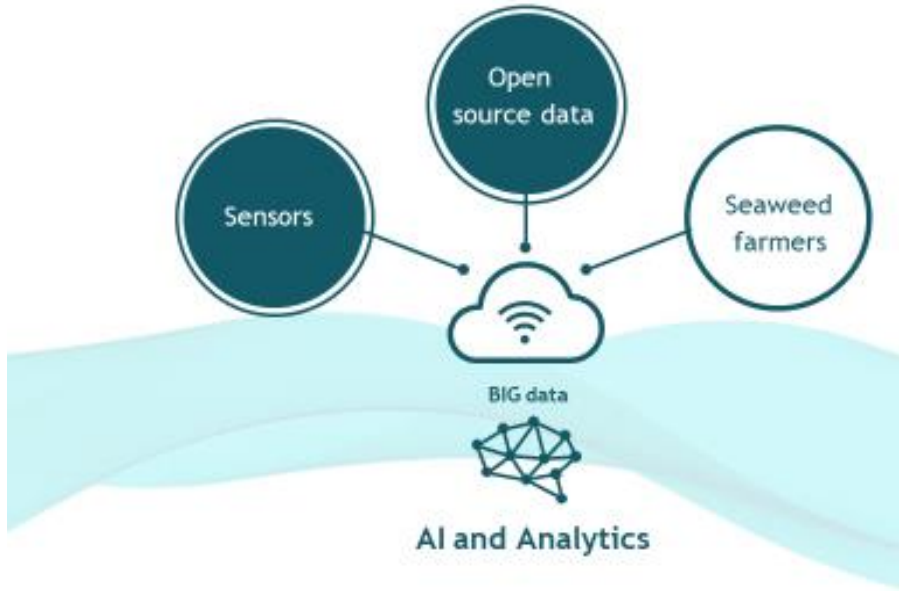 Open
source data
Sensors
Seaweed
farmers
BIG data
AI and Analytics